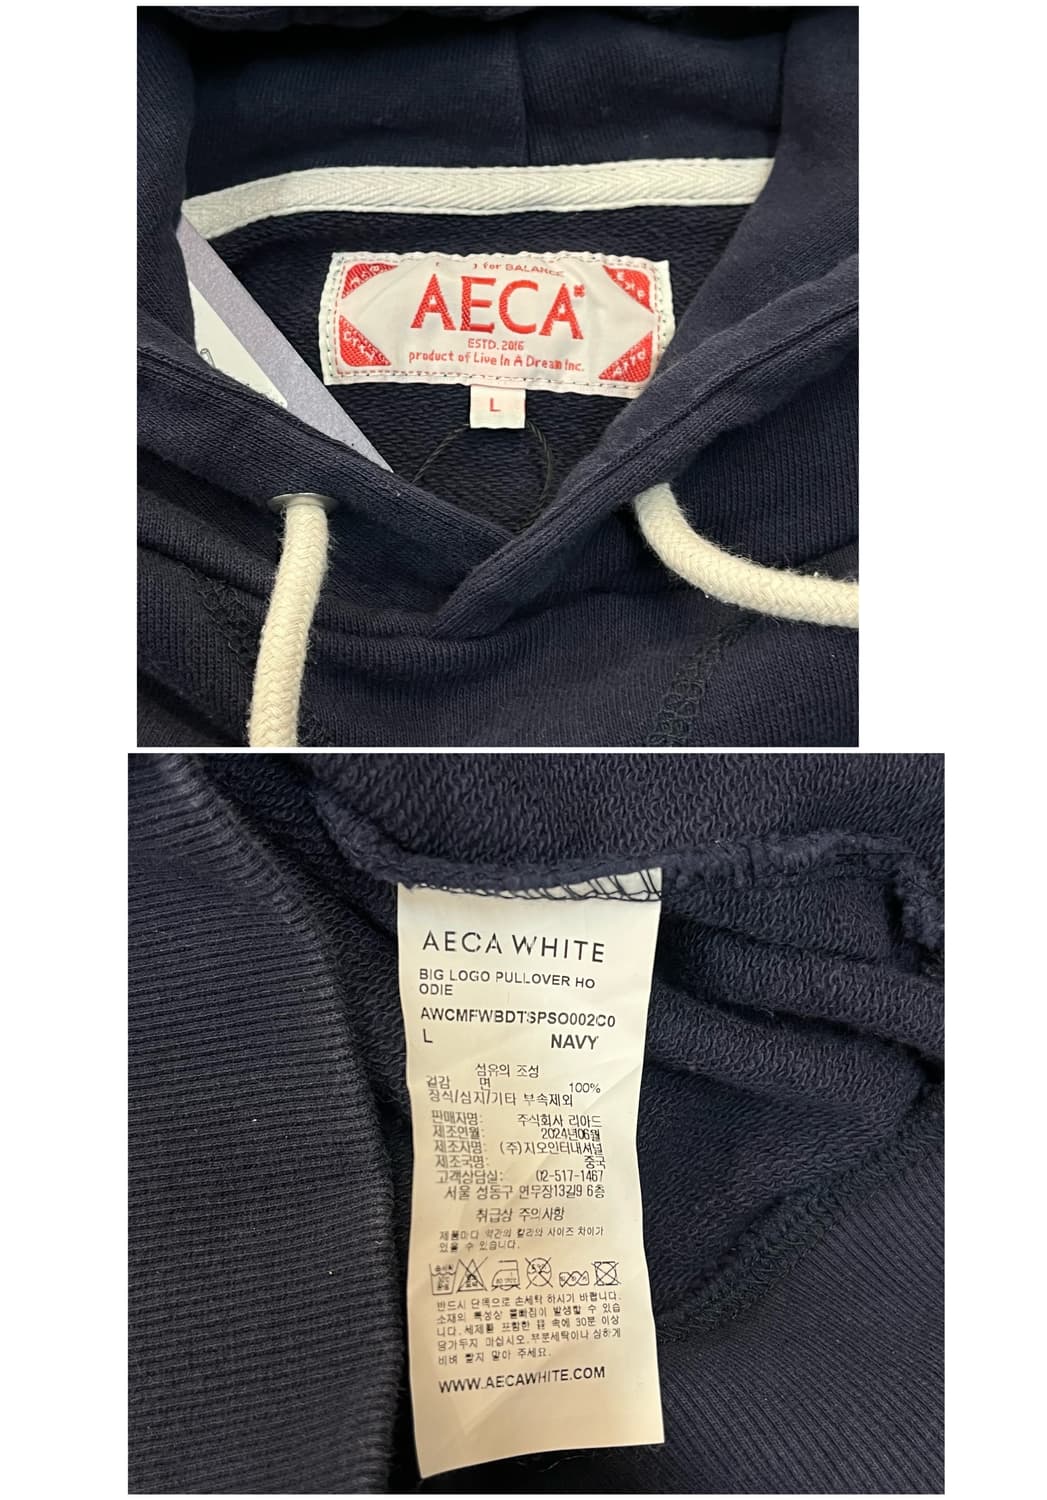 for BALANCE
AECA
ESTD. 2016
product of Live In A Dream Inc.
L
AECA WHITE
BIG LOGO PULLOVER HO
ODIE
AWCMFWBDTSPSO002C0
L NAVY
섬유의 조성
겉감 면 100%
장식/심지/기타 부속제외
판매자명: 주식회사 리아드
제조연월: 2024년06월
제조자명: (주)지오인터내셔널
제조국명: 중국
고객상담실: 02-517-1467
서울 성동구 연무장13길9 6층
취급상 주의사항
제품마다 약간의 칼라와 사이즈 차이가
있을 수 있습니다.
반드시 단독으로 손세탁 하시기 바랍니다.
소재의 특성상 물빠짐이 발생할 수 있습
니다. 세제를 포함한 물 속에 30분 이상
담가두지 마십시오. 부분세탁이나 심하게
비벼 빨지 말아 주세요.
WWW.AECAWHITE.COM